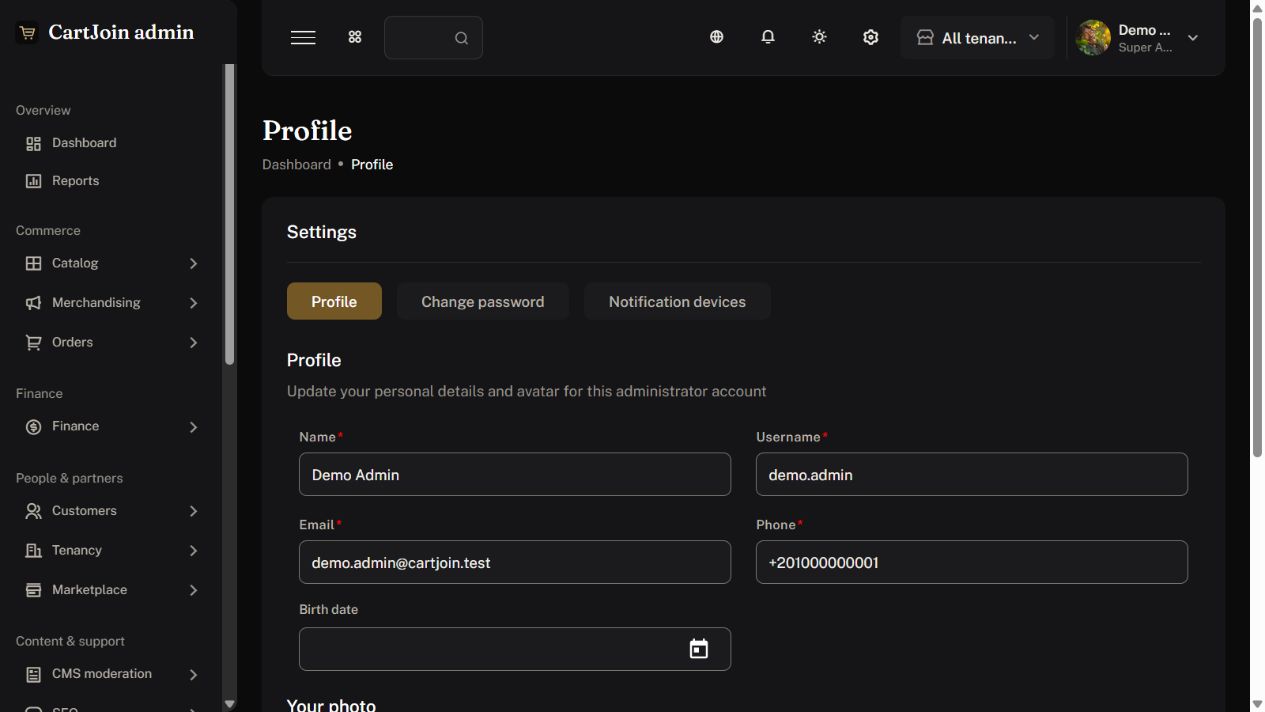 CartJoin admin
All tenan...
Demo ...
Super A...
Overview
Dashboard
Reports
Commerce
Catalog
Merchandising
Orders
Finance
Finance
People & partners
Customers
Tenancy
Marketplace
Content & support
CMS moderation
SEO
Profile
Dashboard • Profile
Settings
Profile
Change password
Notification devices
Profile
Update your personal details and avatar for this administrator account
Name*
Username*
Demo Admin
demo.admin
Email*
Phone*
demo.admin@cartjoin.test
+201000000001
Birth date
Your photo